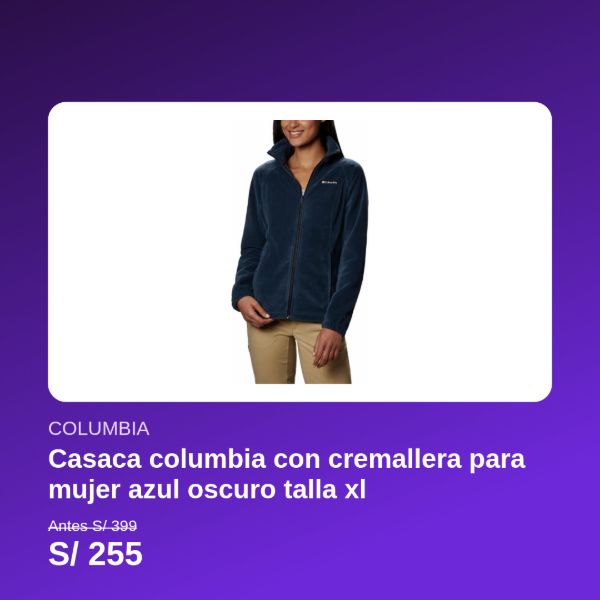 COLUMBIA
Casaca columbia con cremallera para
mujer azul oscuro talla xl
Antes S/ 399
S/ 255